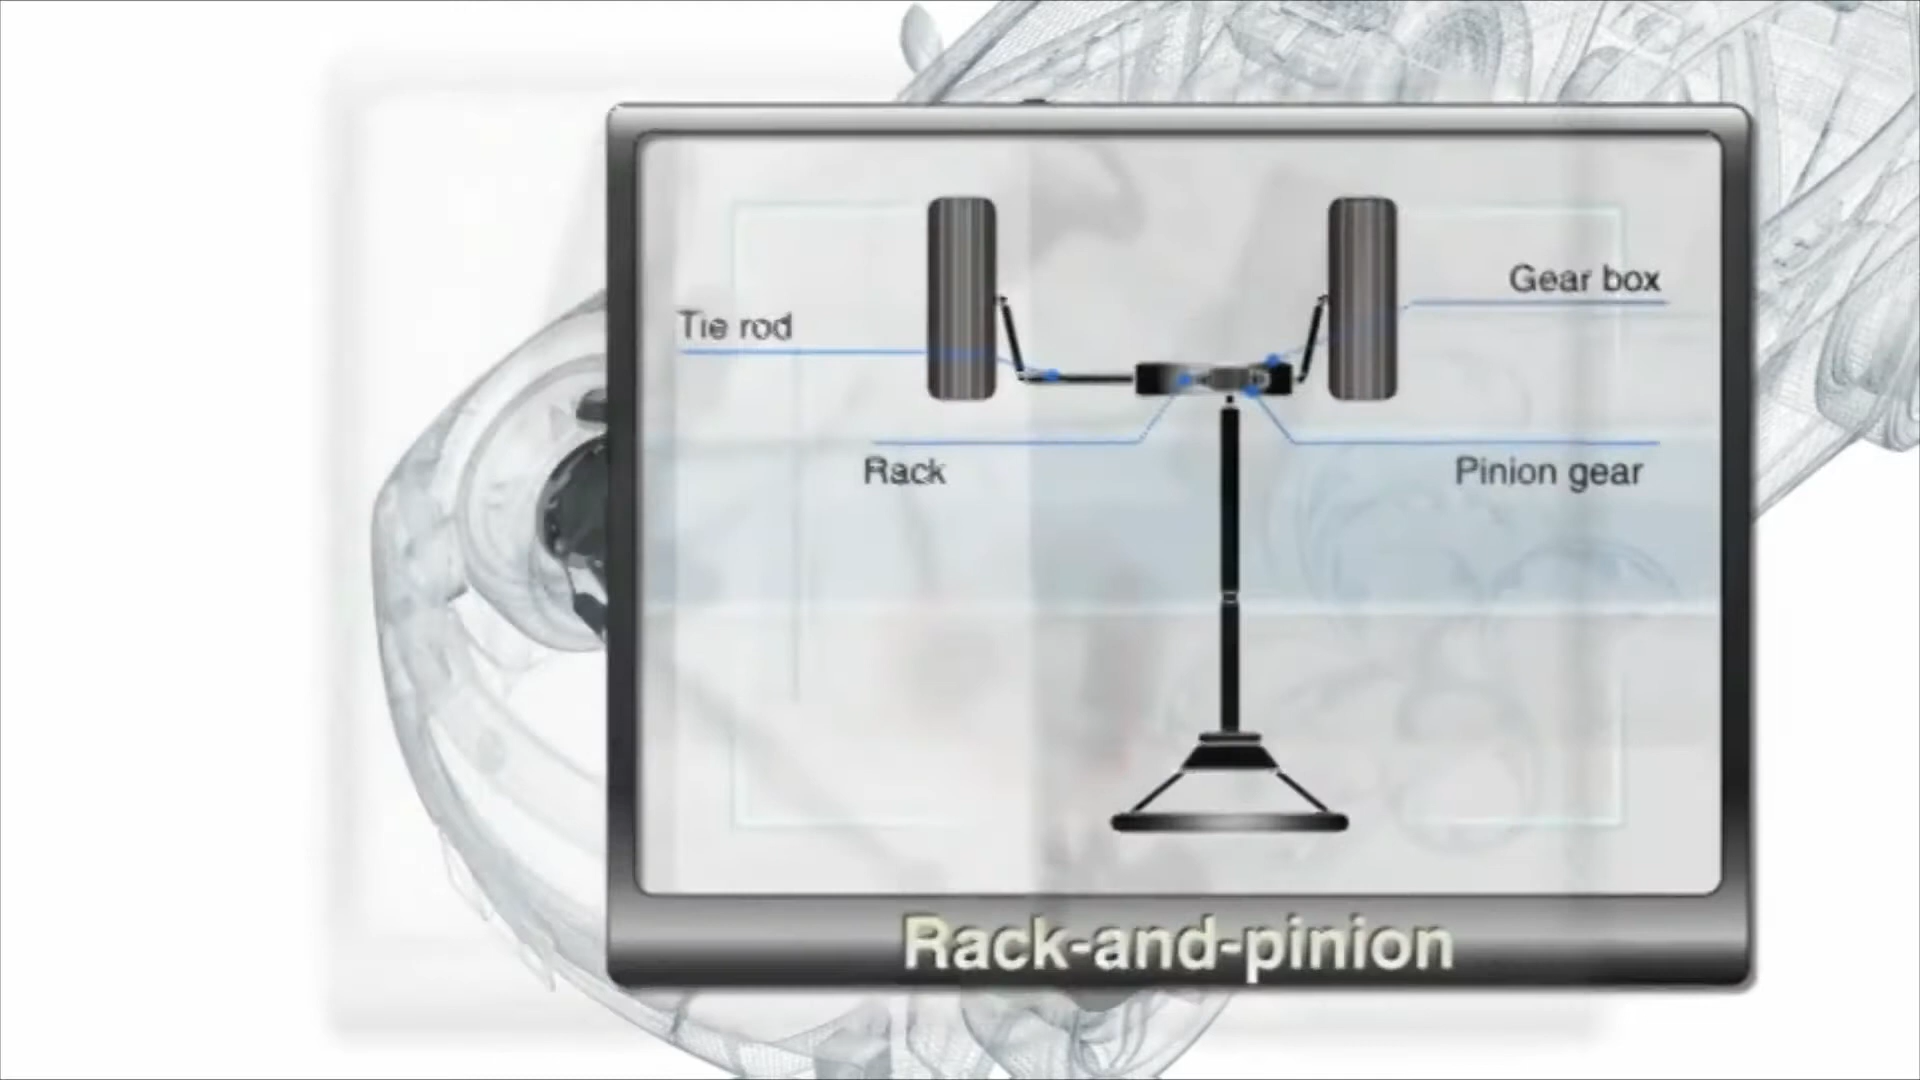 Gear box
Tie rod
Rack
Pinion gear
Rack-and-pinion